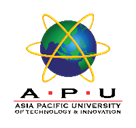 A · P · U
ASIA PACIFIC UNIVERSITY
OF TECHNOLOGY & INNOVATION